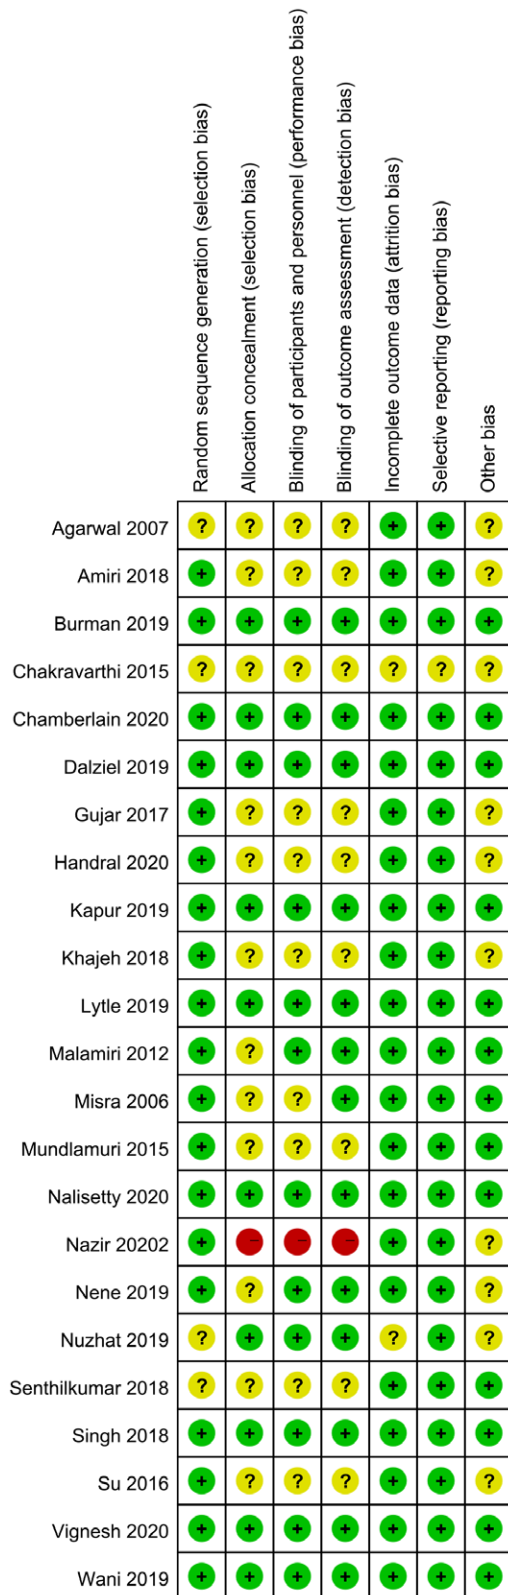 Random sequence generation (selection bias)
Allocation concealment (selection bias)
Blinding of participants and personnel (performance bias)
Blinding of outcome assessment (detection bias)
Incomplete outcome data (attrition bias)
Selective reporting (reporting bias)
Other bias
Agarwal 2007 ? ? ? ? + + ?
Amiri 2018 + ? ? ? + + ?
Burman 2019 + + + + + + +
Chakravarthi 2015 ? ? ? ? ? ? ?
Chamberlain 2020 + + + + + + +
Dalziel 2019 + + + + + + +
Gujar 2017 + ? ? ? + + ?
Handral 2020 + ? ? ? + + ?
Kapur 2019 + + + + + + +
Khajeh 2018 + ? ? ? + + ?
Lytle 2019 + + + + + + +
Malamiri 2012 + ? + + + + +
Misra 2006 + ? ? + + + +
Mundlamuri 2015 + ? ? ? + + +
Nalisetty 2020 + + + + + + +
Nazir 20202 + − − − + + ?
Nene 2019 + ? + + + + ?
Nuzhat 2019 ? + + + ? + ?
Senthilkumar 2018 ? ? ? ? + + +
Singh 2018 + + + + + + +
Su 2016 + ? ? ? + + ?
Vignesh 2020 + + + + + + +
Wani 2019 + + + + + + +